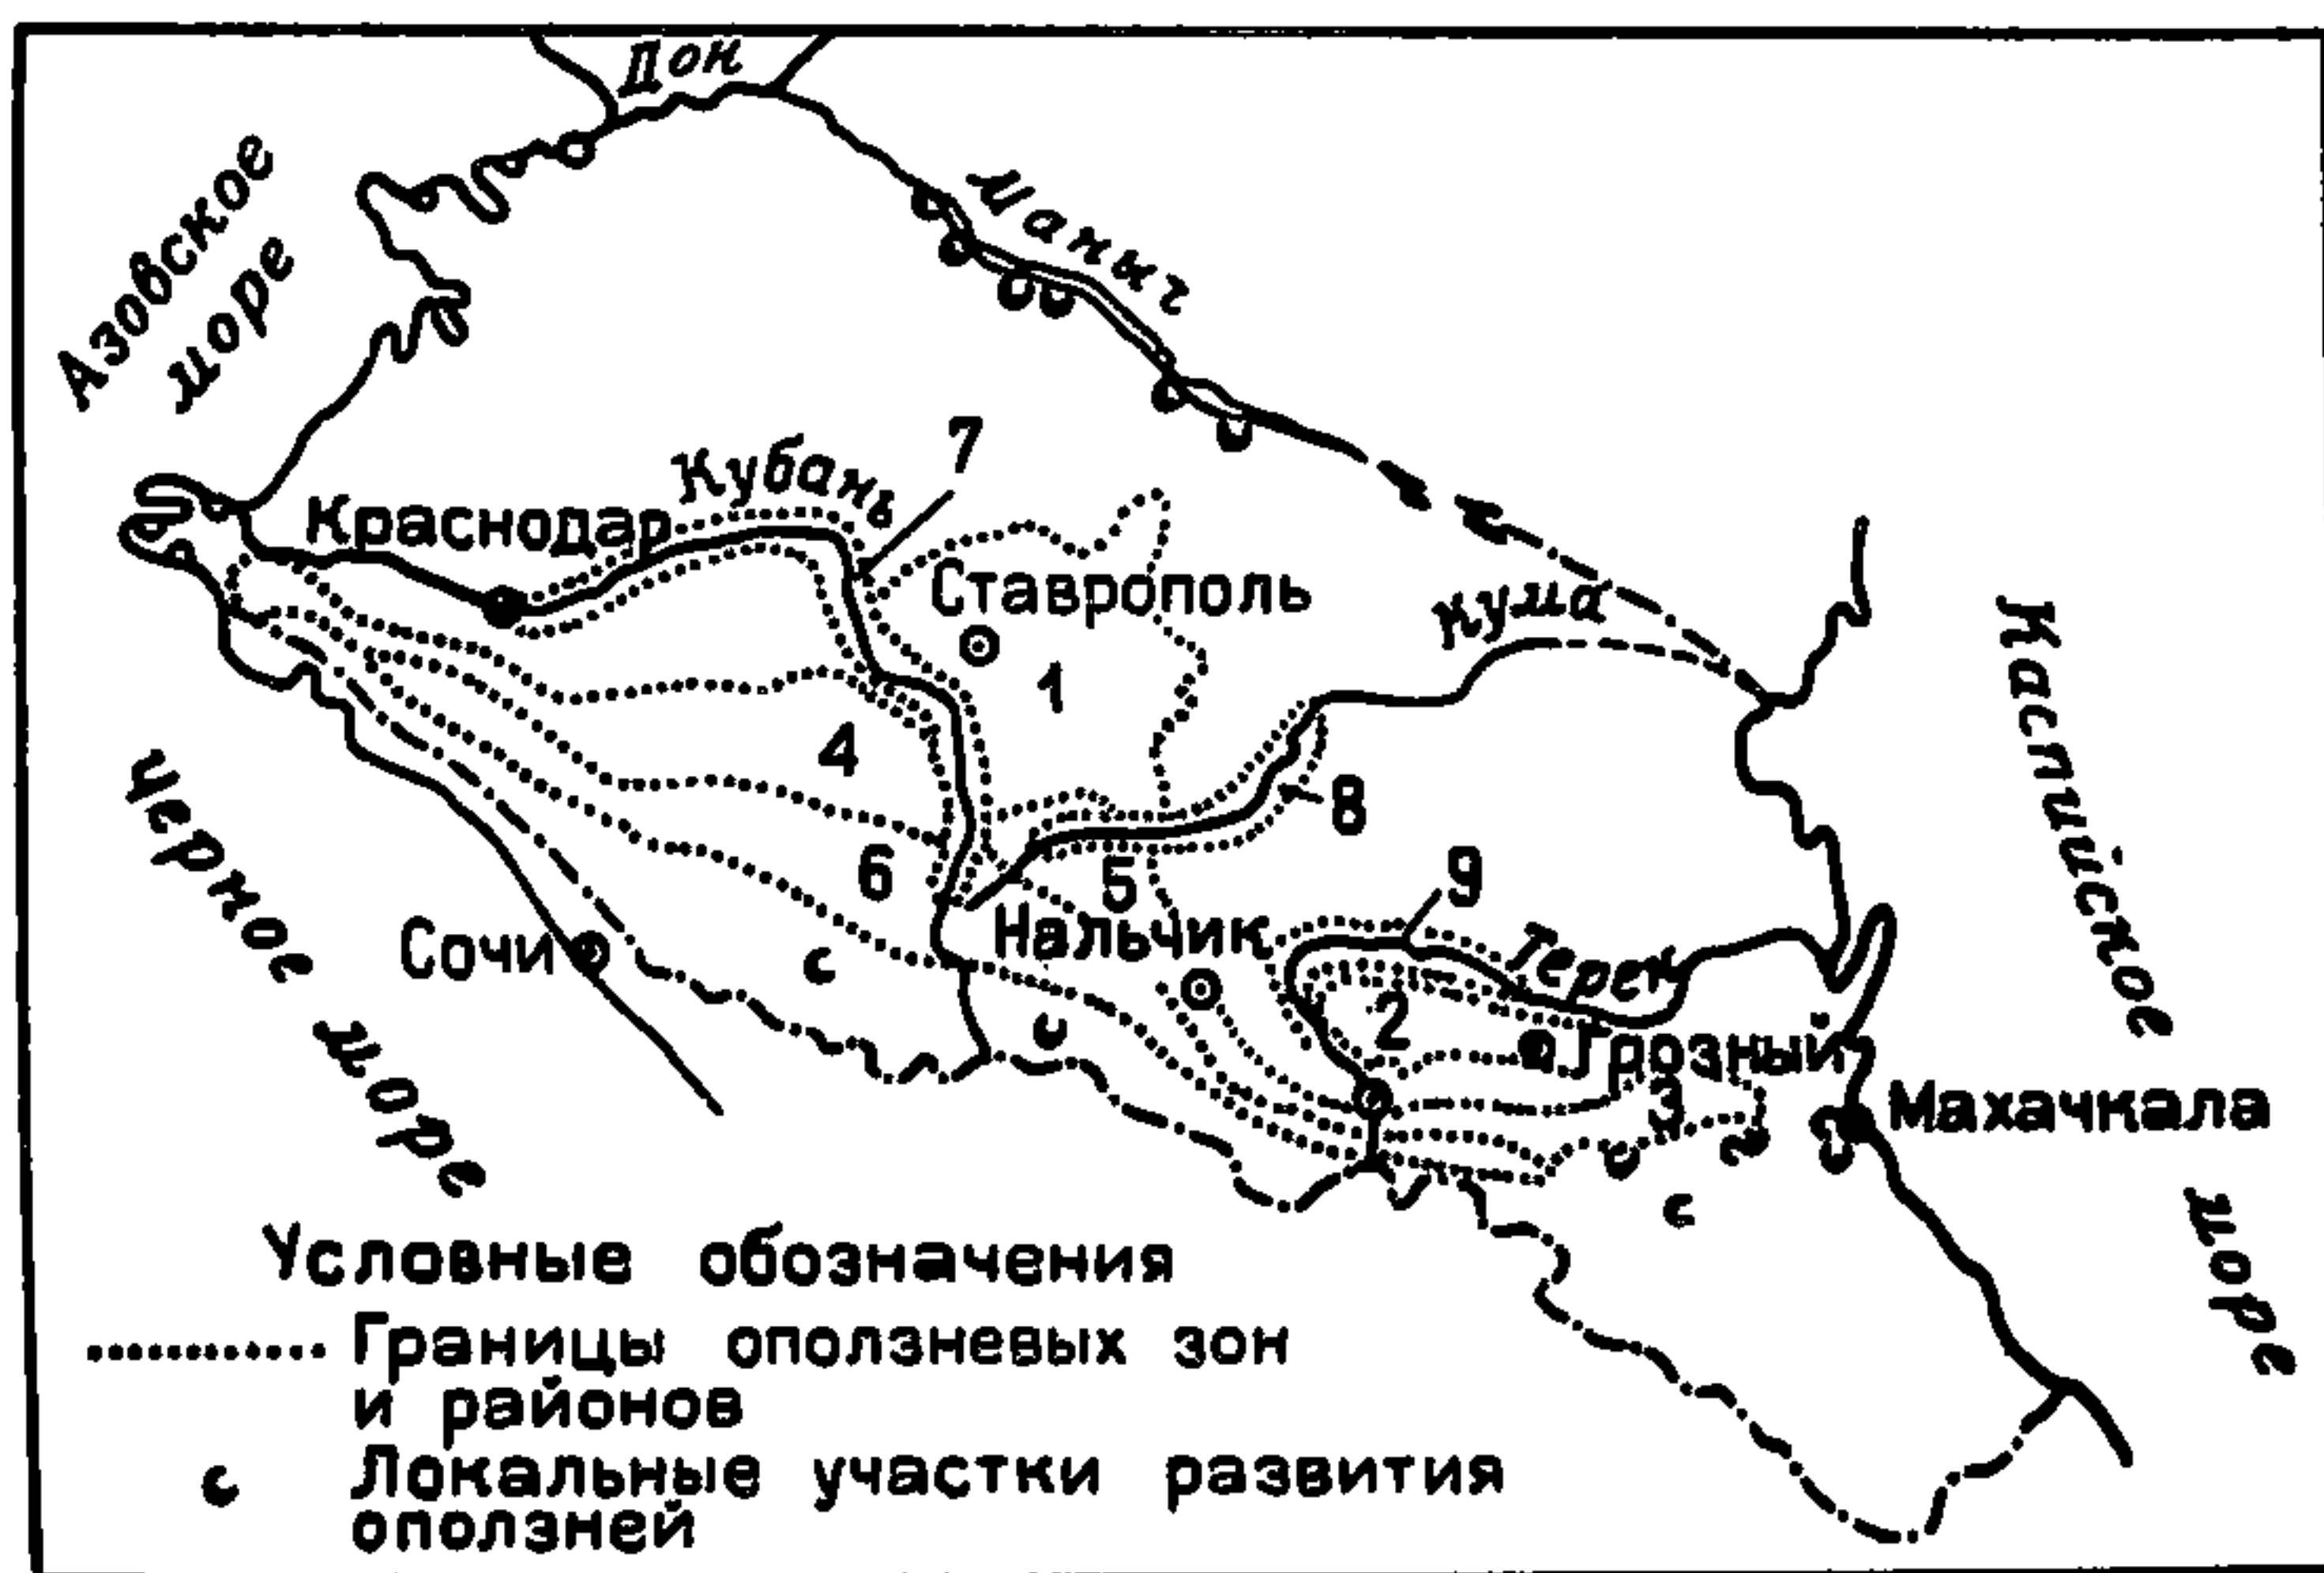 Дон
Азовское
море
Маныч
7
Кубань
Краснодар
Ставрополь
Кума
1
Каспийское
море
4
8
Черное
море
6
5
9
Нальчик
Сочи
Терек
2
Грозный
3
Махачкала
Условные обозначения
Границы оползневых зон
и районов
Локальные участки развития
оползней